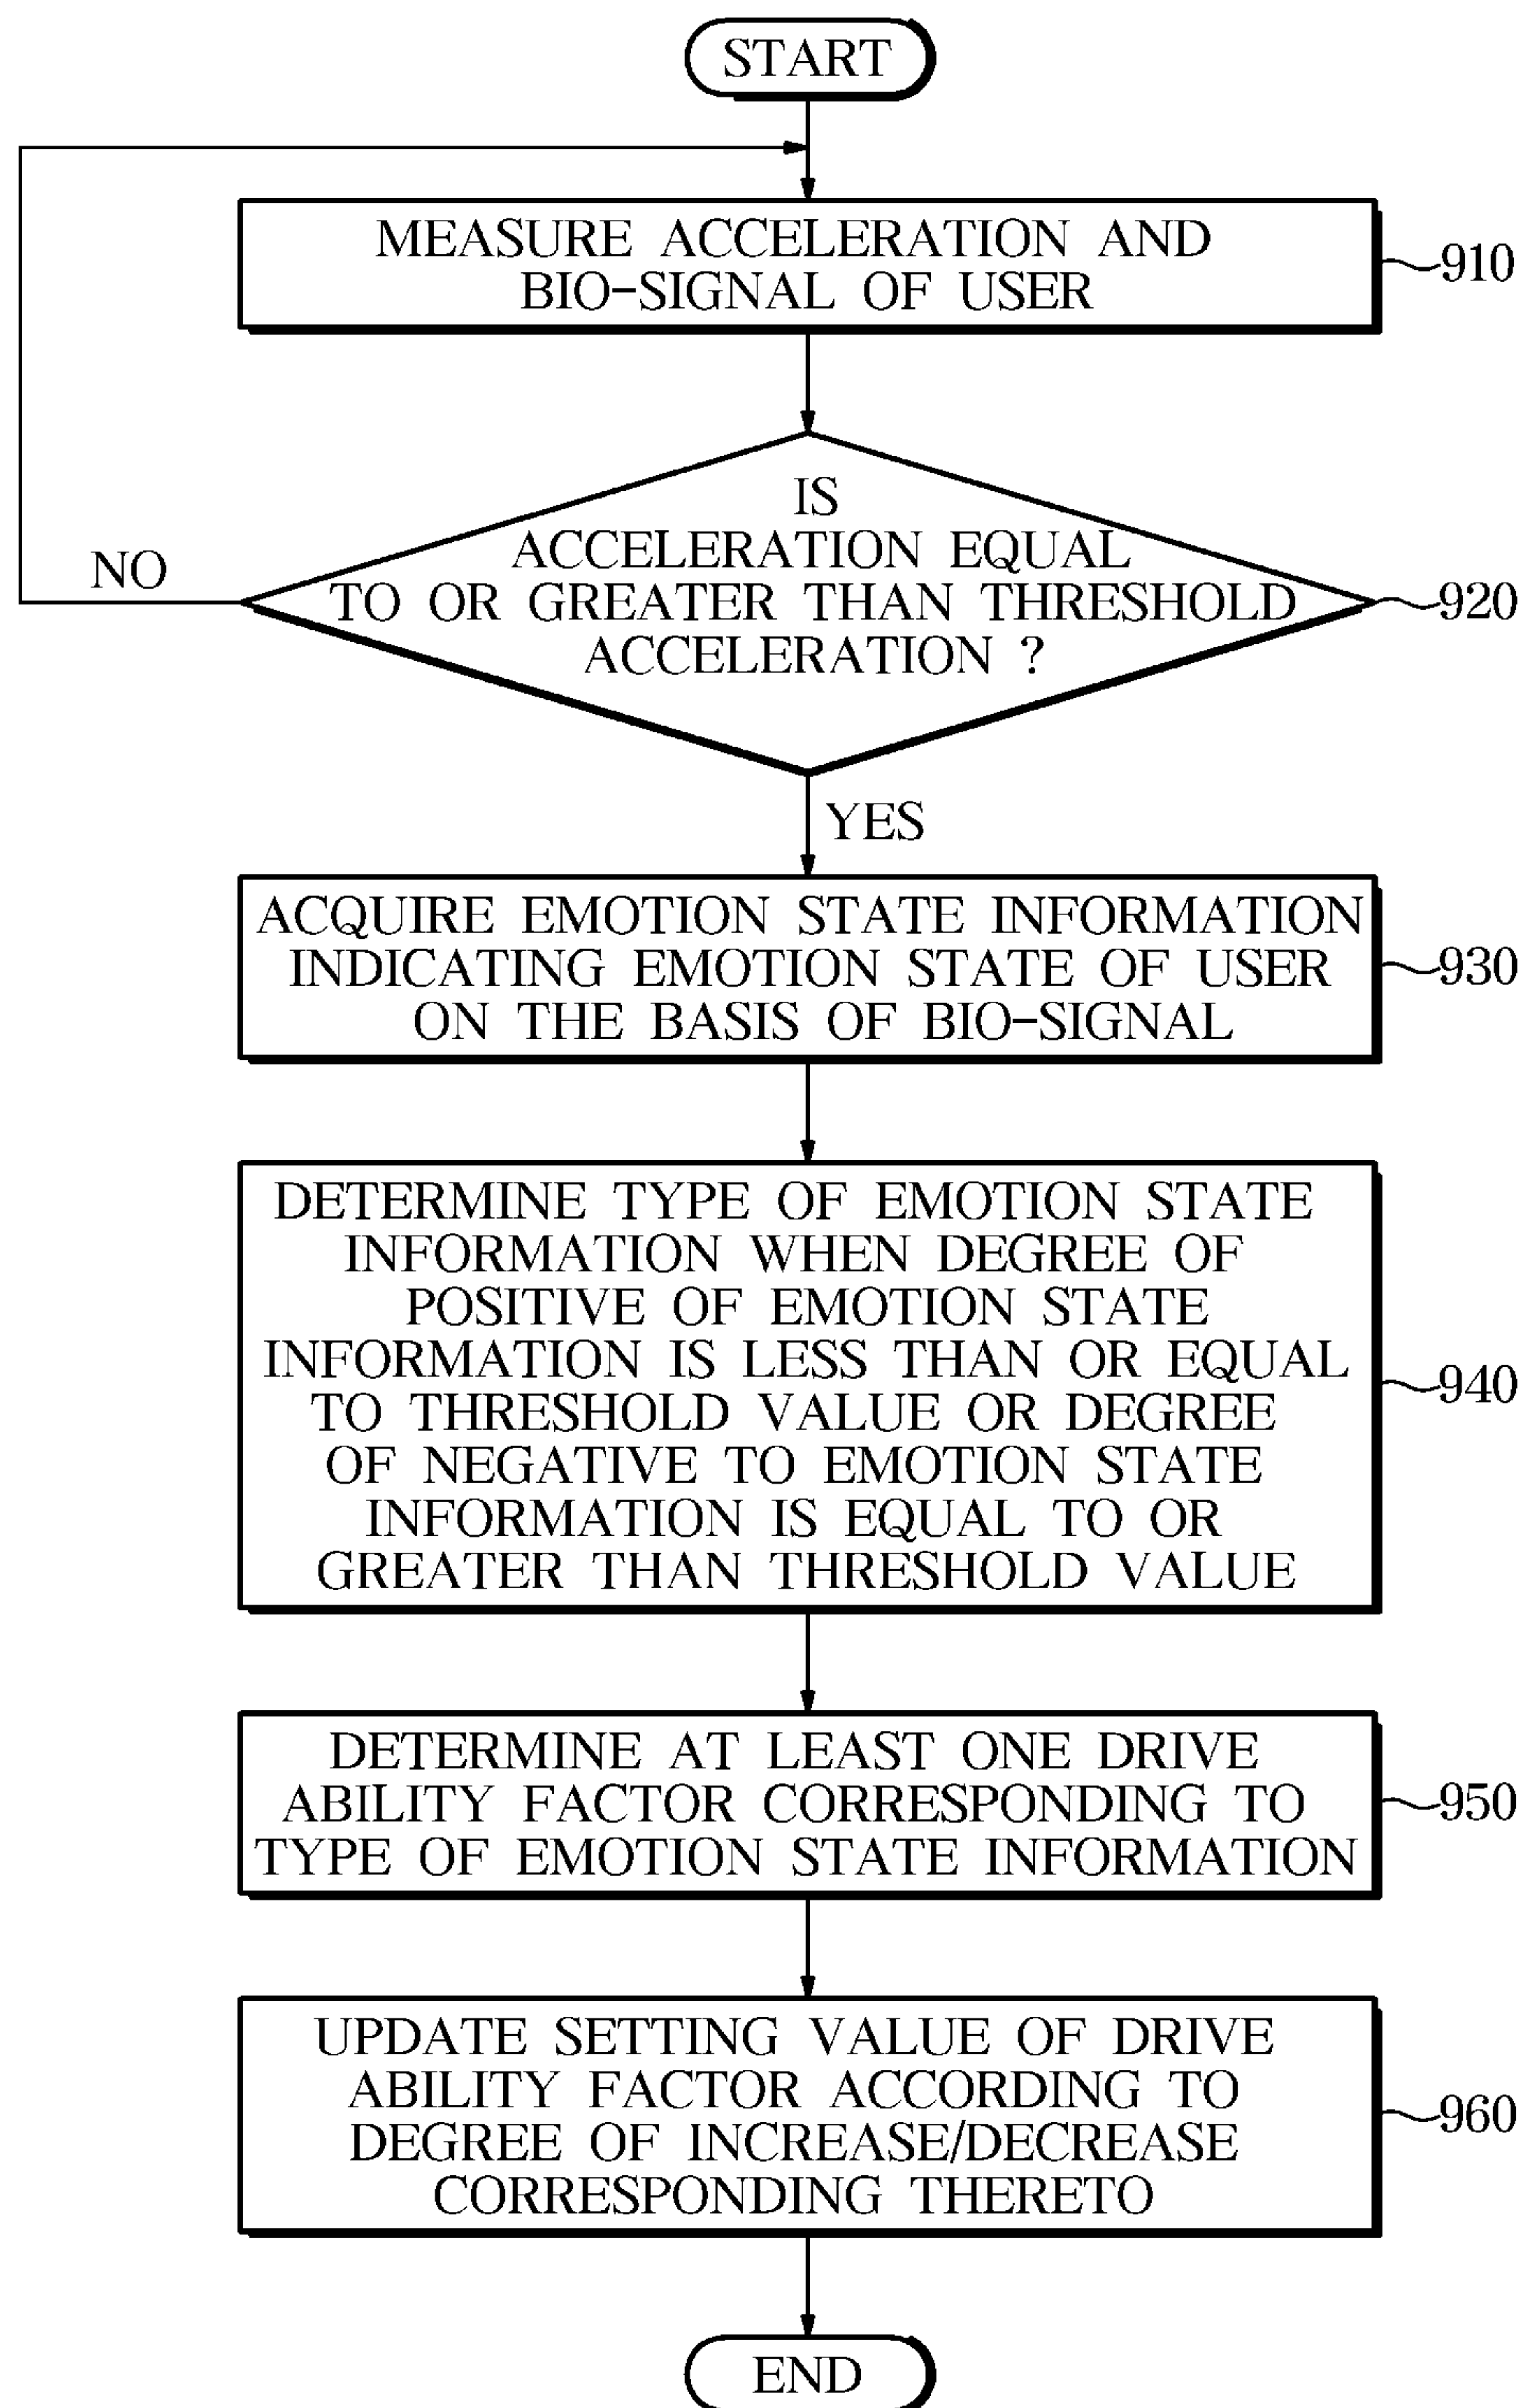 START
MEASURE ACCELERATION AND
BIO-SIGNAL OF USER
910
IS
ACCELERATION EQUAL
TO OR GREATER THAN THRESHOLD
ACCELERATION ?
920
NO
YES
ACQUIRE EMOTION STATE INFORMATION
INDICATING EMOTION STATE OF USER
ON THE BASIS OF BIO-SIGNAL
930
DETERMINE TYPE OF EMOTION STATE
INFORMATION WHEN DEGREE OF
POSITIVE OF EMOTION STATE
INFORMATION IS LESS THAN OR EQUAL
TO THRESHOLD VALUE OR DEGREE
OF NEGATIVE TO EMOTION STATE
INFORMATION IS EQUAL TO OR
GREATER THAN THRESHOLD VALUE
940
DETERMINE AT LEAST ONE DRIVE
ABILITY FACTOR CORRESPONDING TO
TYPE OF EMOTION STATE INFORMATION
950
UPDATE SETTING VALUE OF DRIVE
ABILITY FACTOR ACCORDING TO
DEGREE OF INCREASE/DECREASE
CORRESPONDING THERETO
960
END